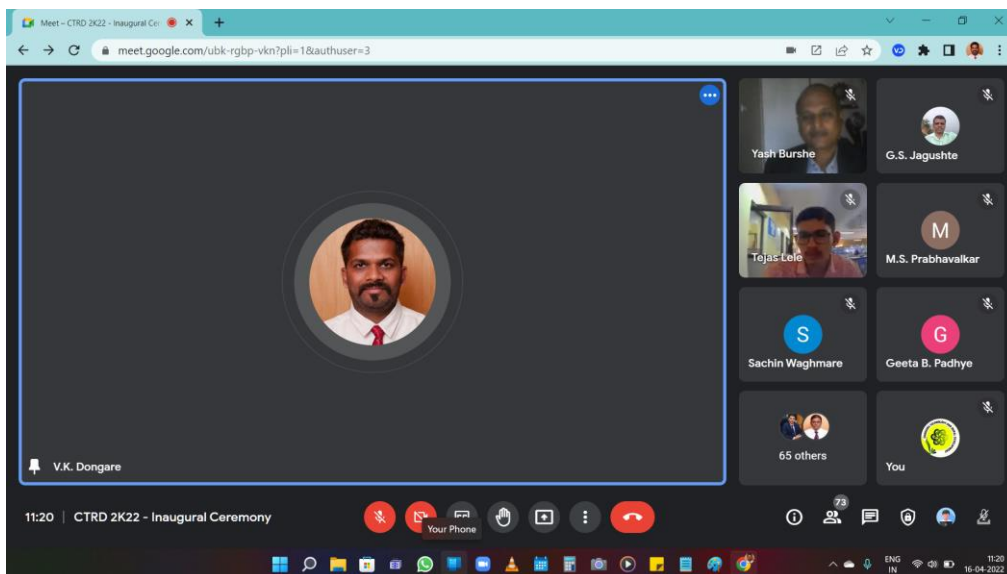 Meet – CTRD 2K22 - Inaugural Cer
meet.google.com/ubk-rgbp-vkn?pli=1&authuser=3
VD
Yash Burshe
G.S. Jagushte
Tejas Lele
M
M.S. Prabhavalkar
S
Sachin Waghmare
G
Geeta B. Padhye
65 others
You
V.K. Dongare
11:20 | CTRD 2K22 - Inaugural Ceremony
Your Phone
73
ENG
IN
11:20
16-04-2022